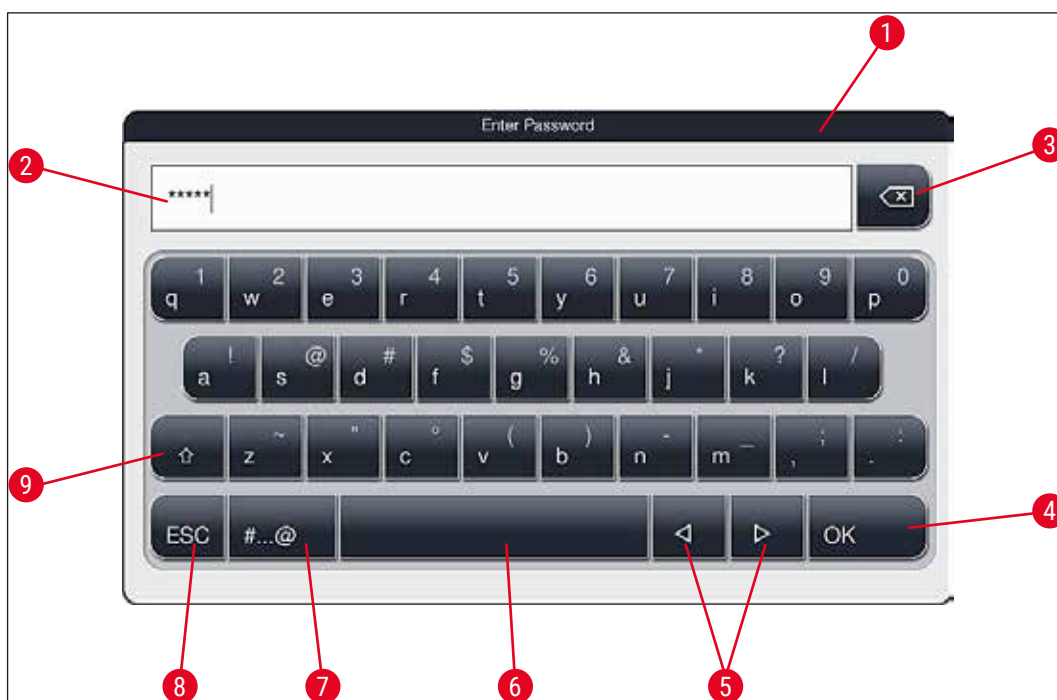 1
Enter Password
2
3
*****
1 2 3 4 5 6 7 8 9 0
q w e r t y u i o p
! @ # $ % & * ? /
a s d f g h j k l
~ " ° ( ) - _ ; :
z x c v b n m , .
9
4
ESC #...@ OK
8 7 6 5